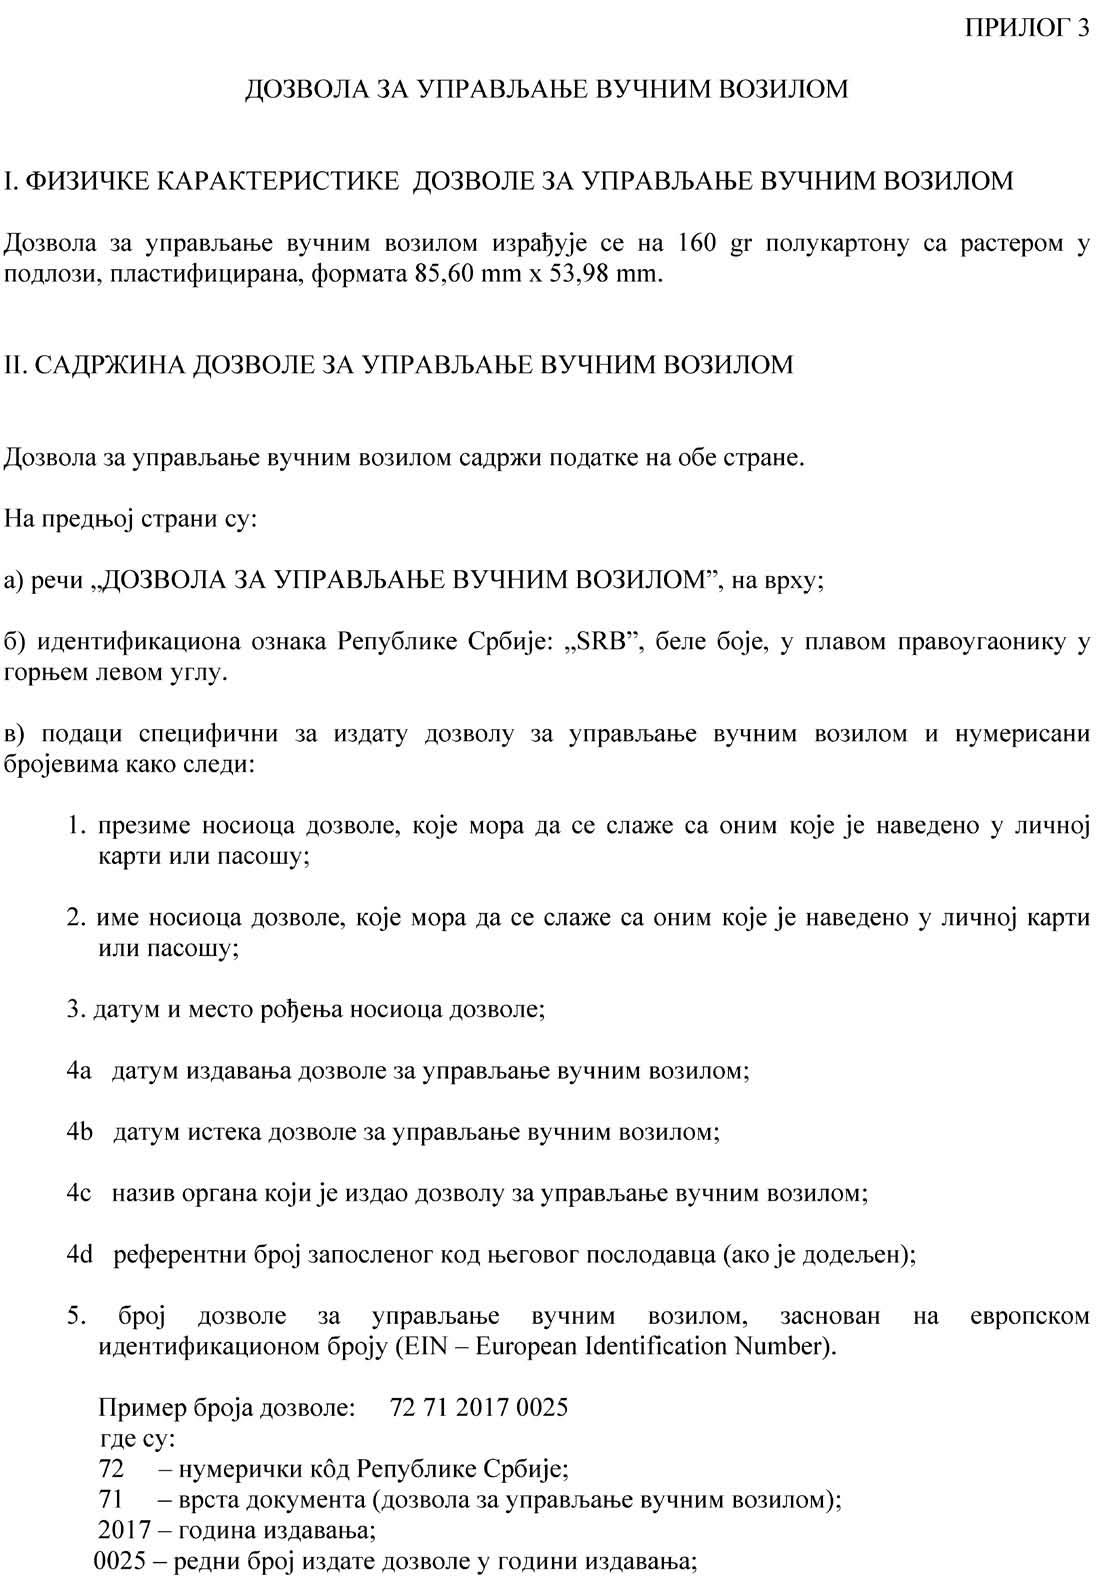 ПРИЛОГ 3
ДОЗВОЛА ЗА УПРАВЉАЊЕ ВУЧНИМ ВОЗИЛОМ
I. ФИЗИЧКЕ КАРАКТЕРИСТИКЕ ДОЗВОЛЕ ЗА УПРАВЉАЊЕ ВУЧНИМ ВОЗИЛОМ
Дозвола за управљање вучним возилом израђује се на 160 gr полукартону са растером у
подлози, пластифицирана, формата 85,60 mm x 53,98 mm.
II. САДРЖИНА ДОЗВОЛЕ ЗА УПРАВЉАЊЕ ВУЧНИМ ВОЗИЛОМ
Дозвола за управљање вучним возилом садржи податке на обе стране.
На предњој страни су:
а) речи „ДОЗВОЛА ЗА УПРАВЉАЊЕ ВУЧНИМ ВОЗИЛОМ”, на врху;
б) идентификациона ознака Републике Србије: „SRB”, беле боје, у плавом правоугаонику у
горњем левом углу.
в) подаци специфични за издату дозволу за управљање вучним возилом и нумерисани
бројевима како следи:
1. презиме носиоца дозволе, које мора да се слаже са оним које је наведено у личној
карти или пасошу;
2. име носиоца дозволе, које мора да се слаже са оним које је наведено у личној карти
или пасошу;
3. датум и место рођења носиоца дозволе;
4a датум издавања дозволе за управљање вучним возилом;
4b датум истека дозволе за управљање вучним возилом;
4c назив органа који је издао дозволу за управљање вучним возилом;
4d референтни број запосленог код његовог послодавца (ако је додељен);
5. број дозволе за управљање вучним возилом, заснован на европском
идентификационом броју (EIN – European Identification Number).
Пример броја дозволе: 72 71 2017 0025
где су:
72 – нумерички кôд Републике Србије;
71 – врста документа (дозвола за управљање вучним возилом);
2017 – година издавања;
0025 – редни број издате дозволе у години издавања;